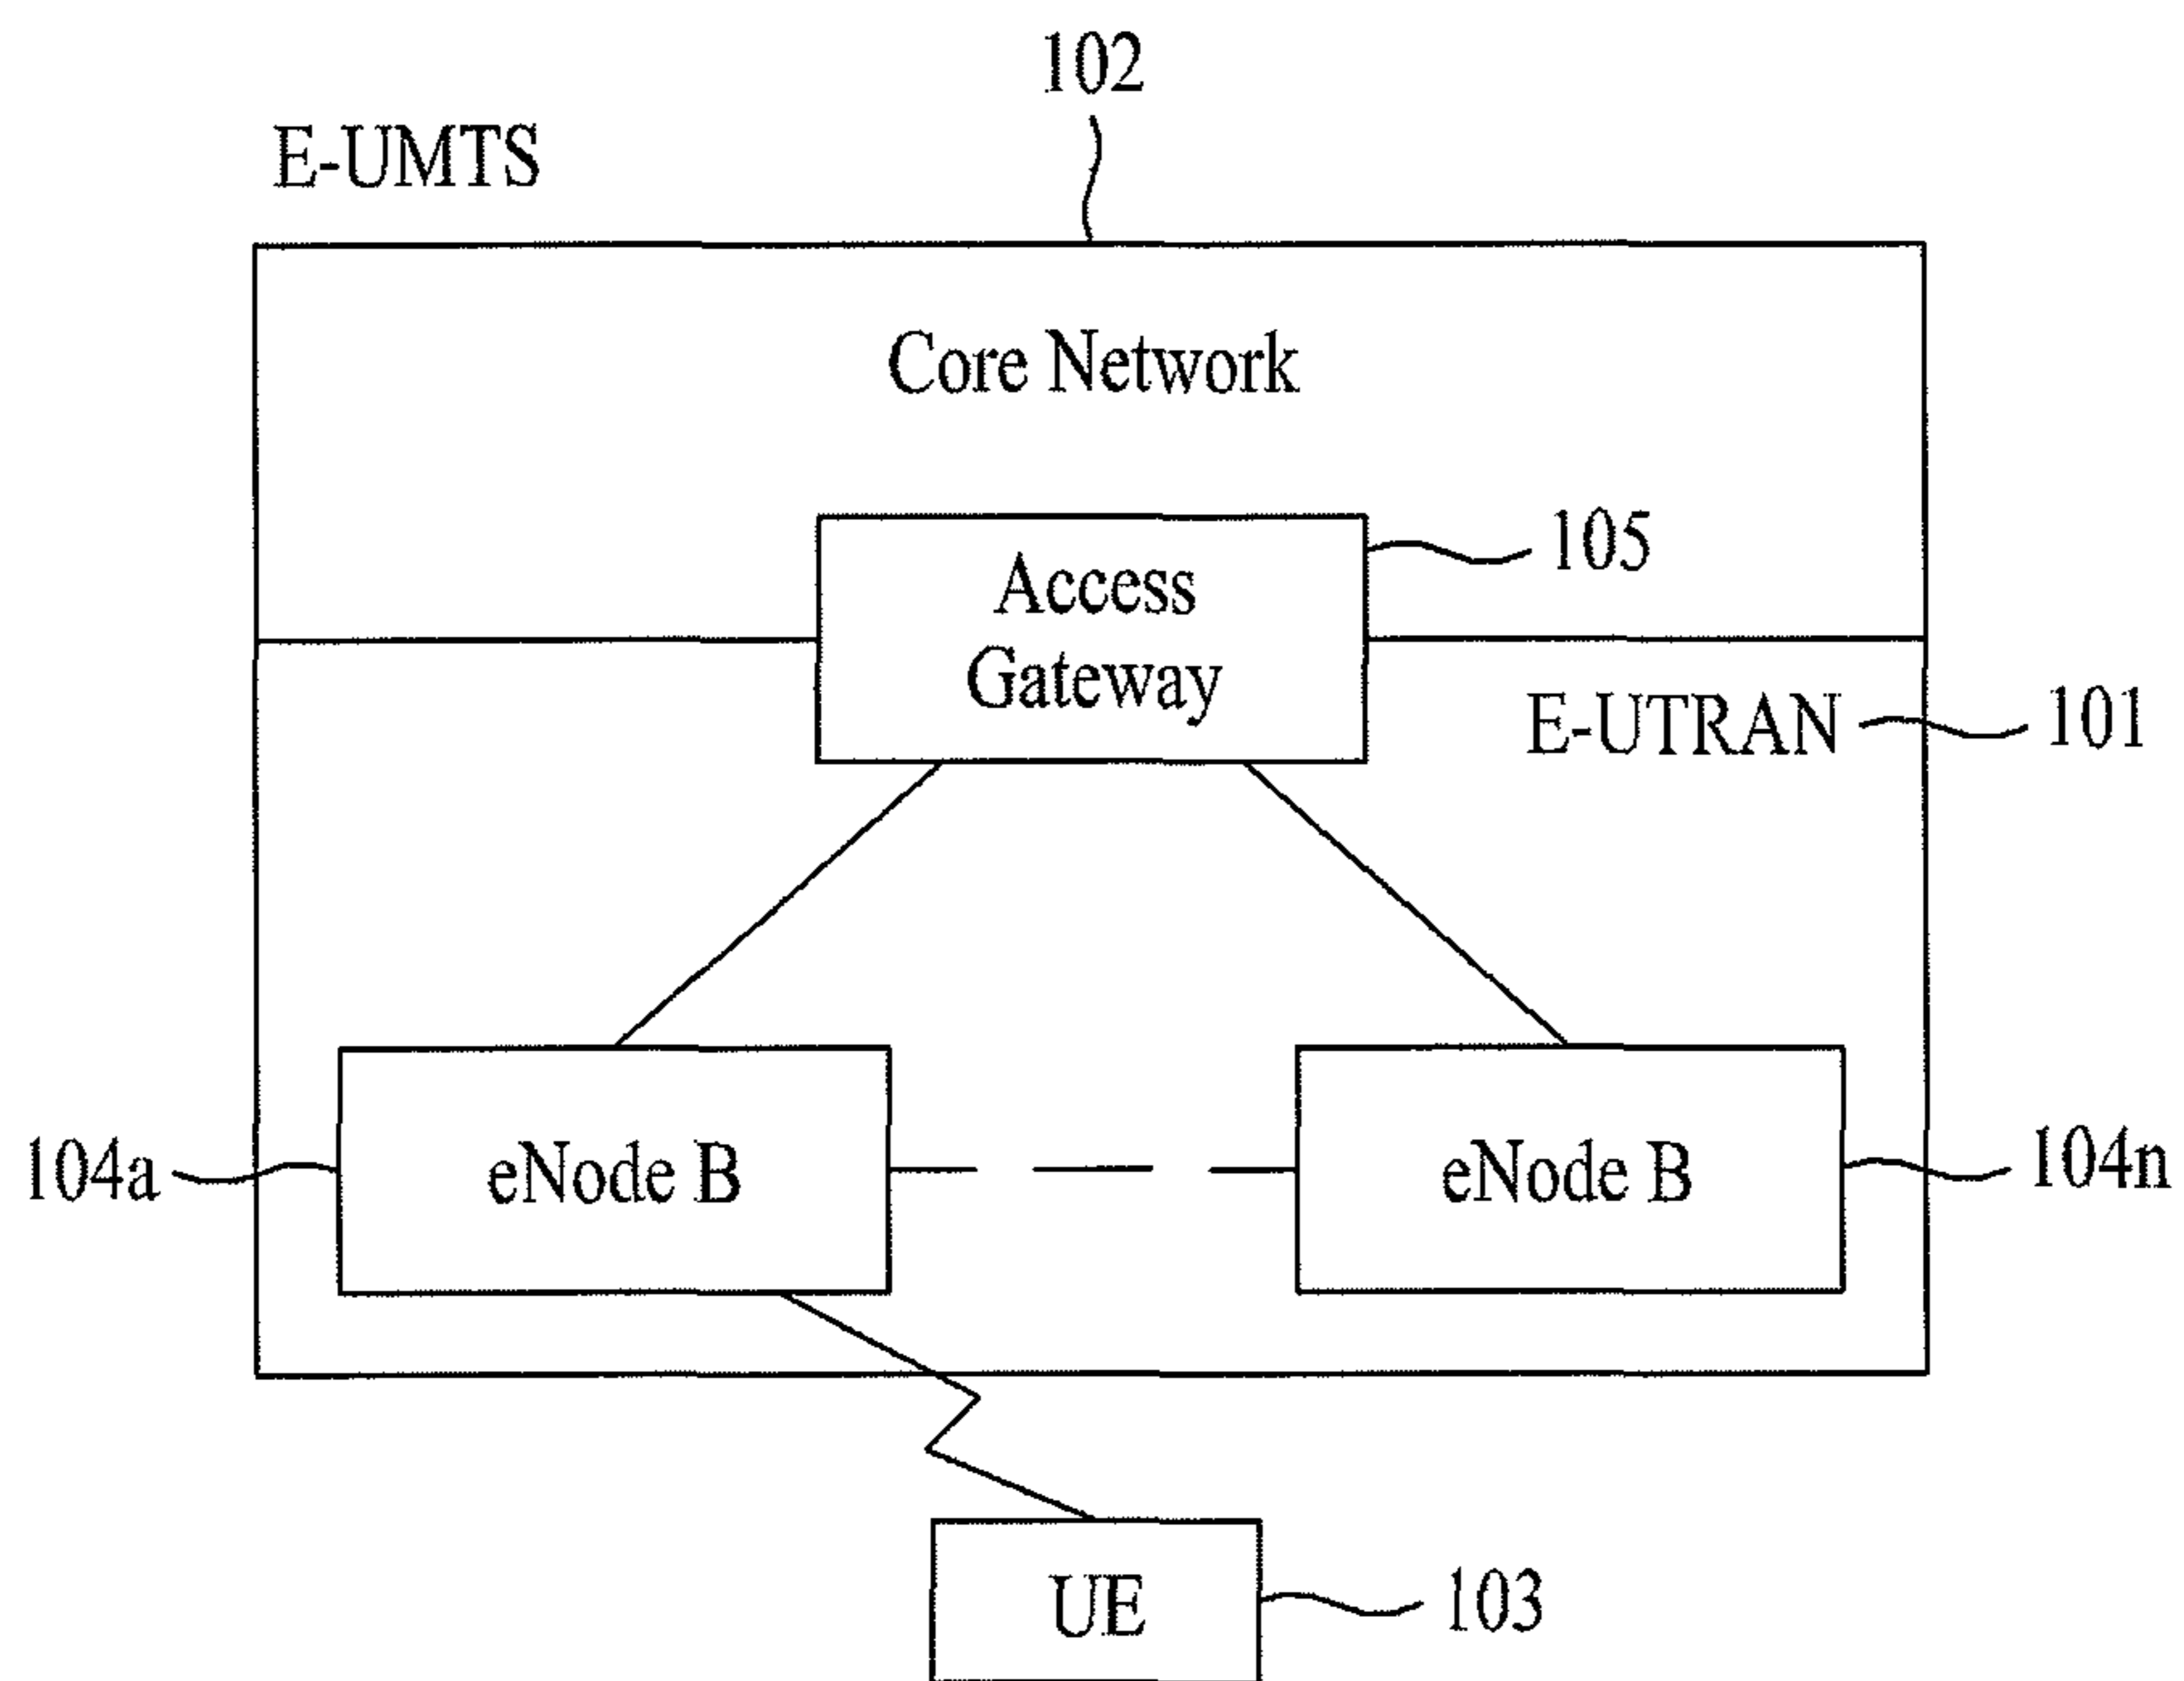 102
E-UMTS
Core Network
105
Access
Gateway
E-UTRAN
101
104a
eNode B
eNode B
104n
UE
103